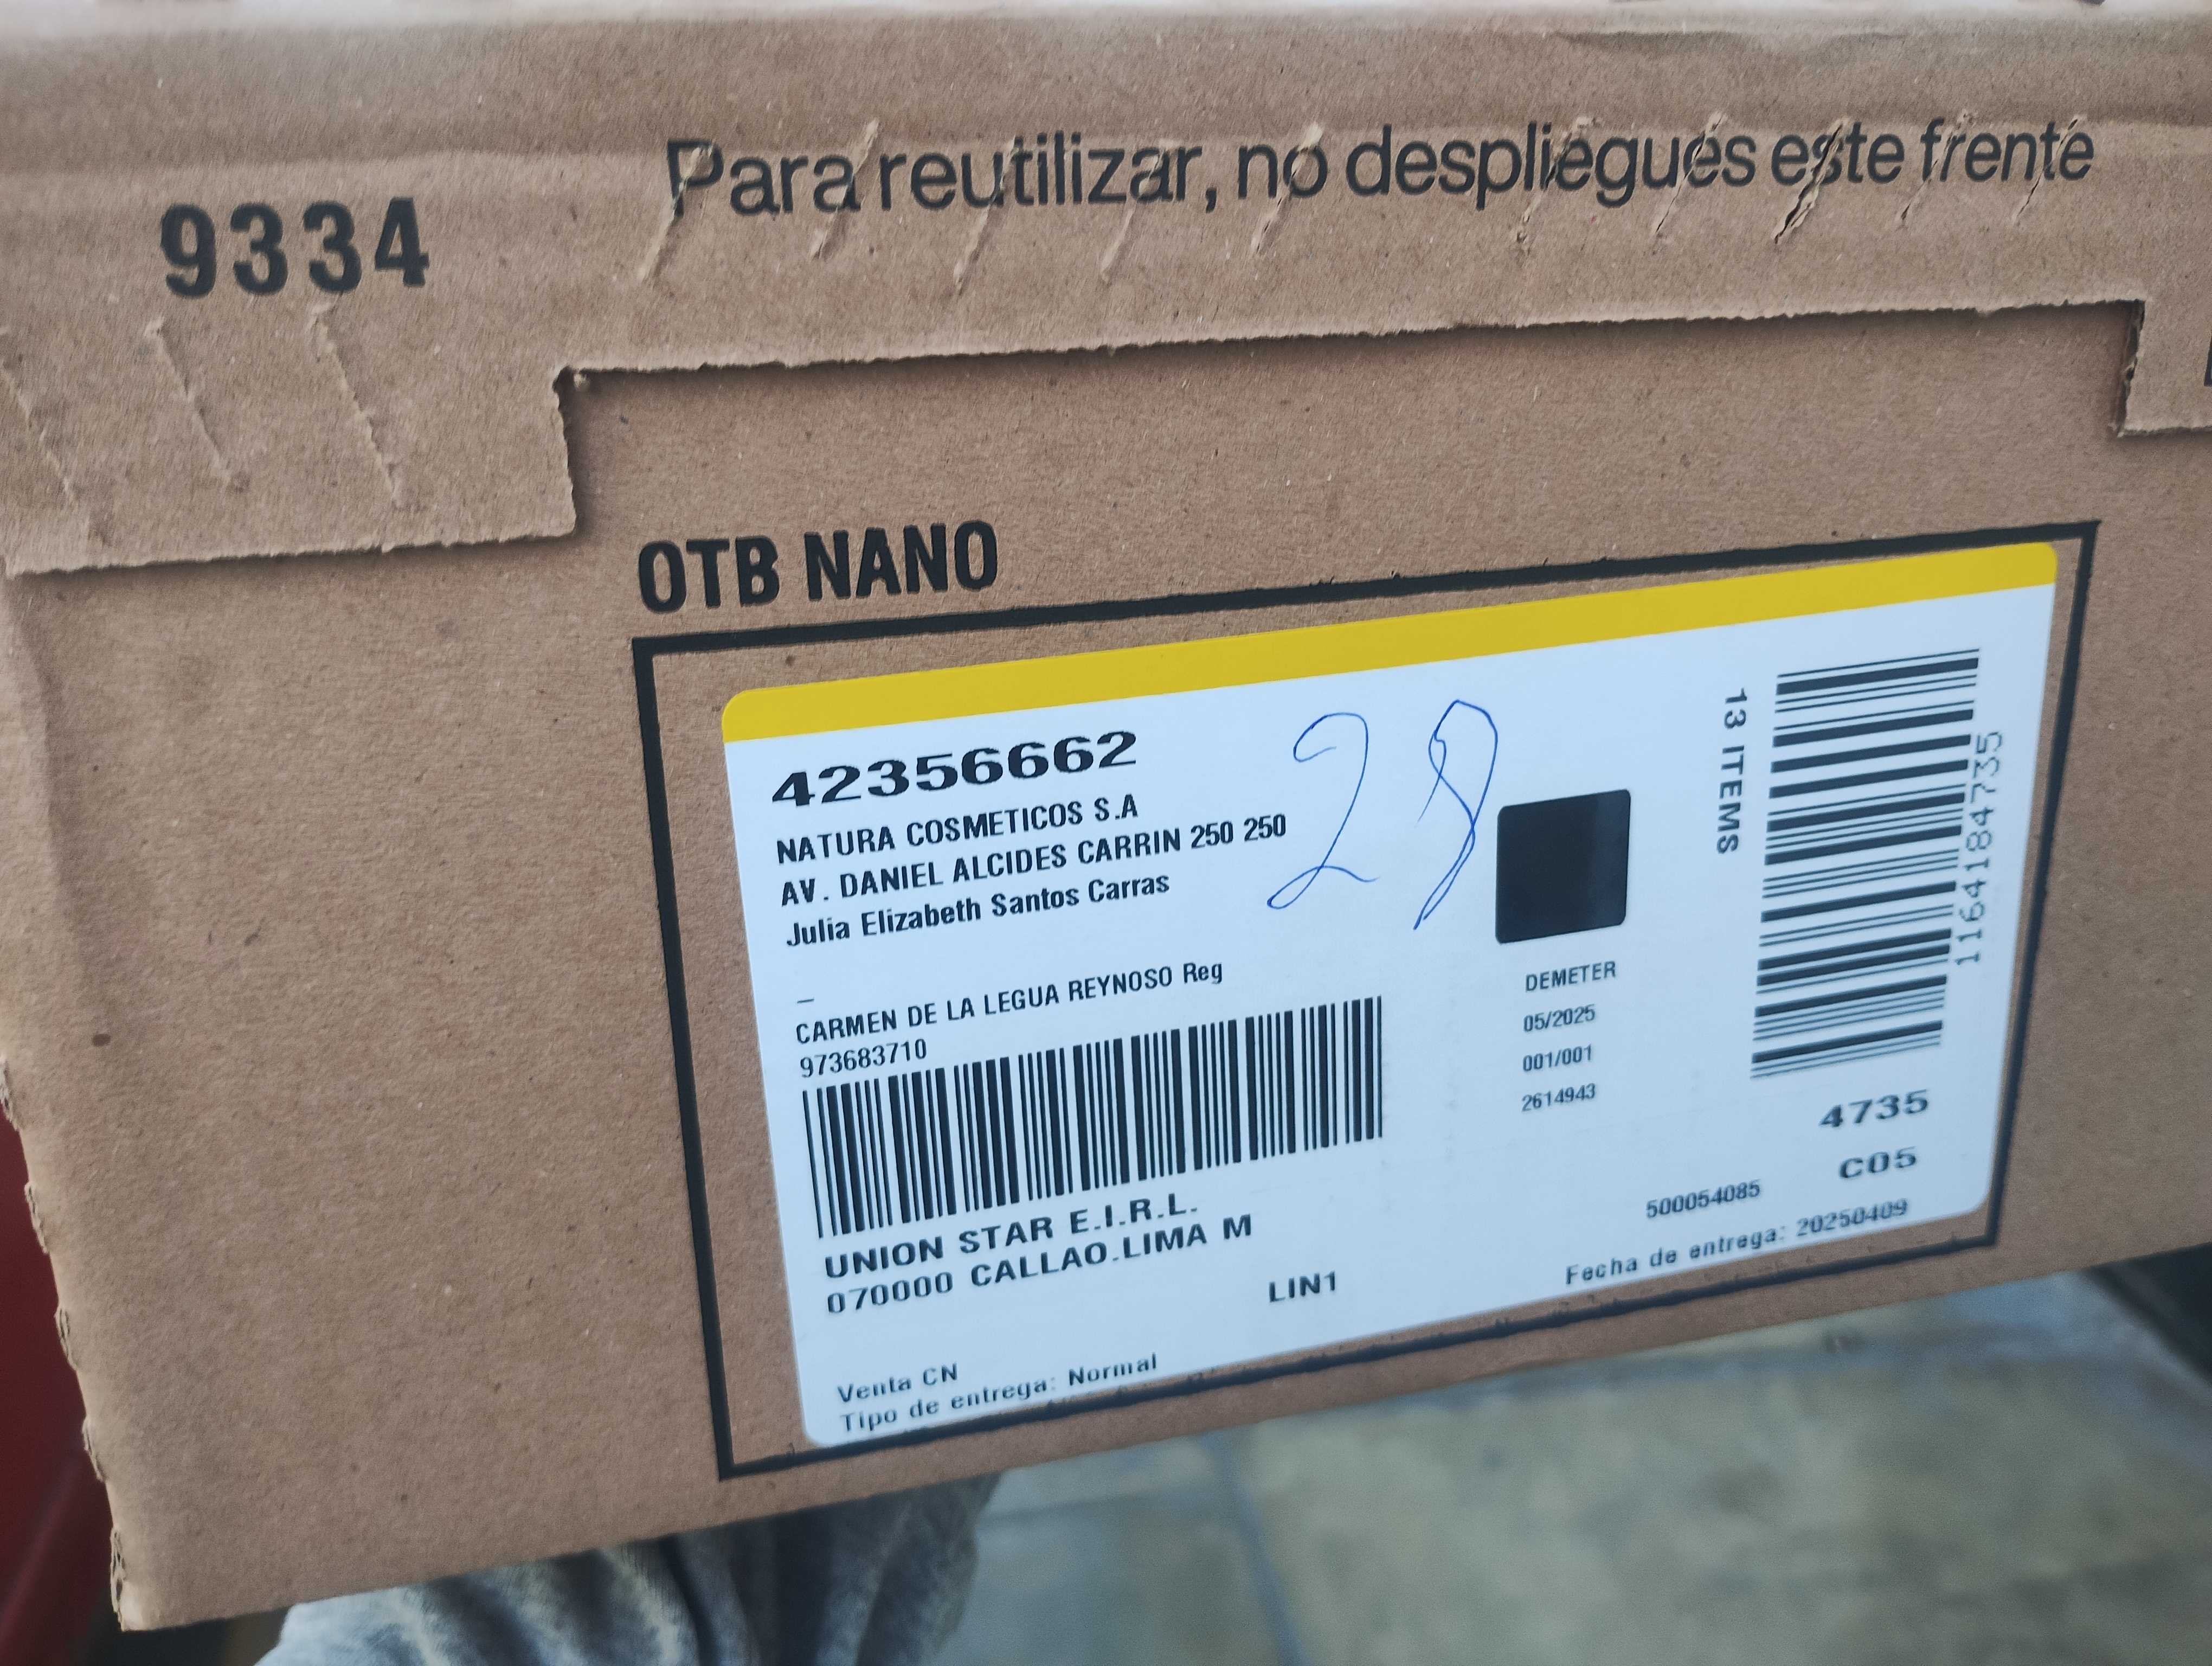 Para reutilizar, no despliegues este frente
9334
OTB NANO
42356662
NATURA COSMETICOS S.A
AV. DANIEL ALCIDES CARRIN 250 250
Julia Elizabeth Santos Carras
_
CARMEN DE LA LEGUA REYNOSO Reg
973683710
UNION STAR E.I.R.L.
070000 CALLAO.LIMA M
LIN1
Venta CN
Tipo de entrega: Normal
28
DEMETER
05/2025
001/001
2614943
13 ITEMS
1164184735
4735
C05
500054085
Fecha de entrega: 20250409